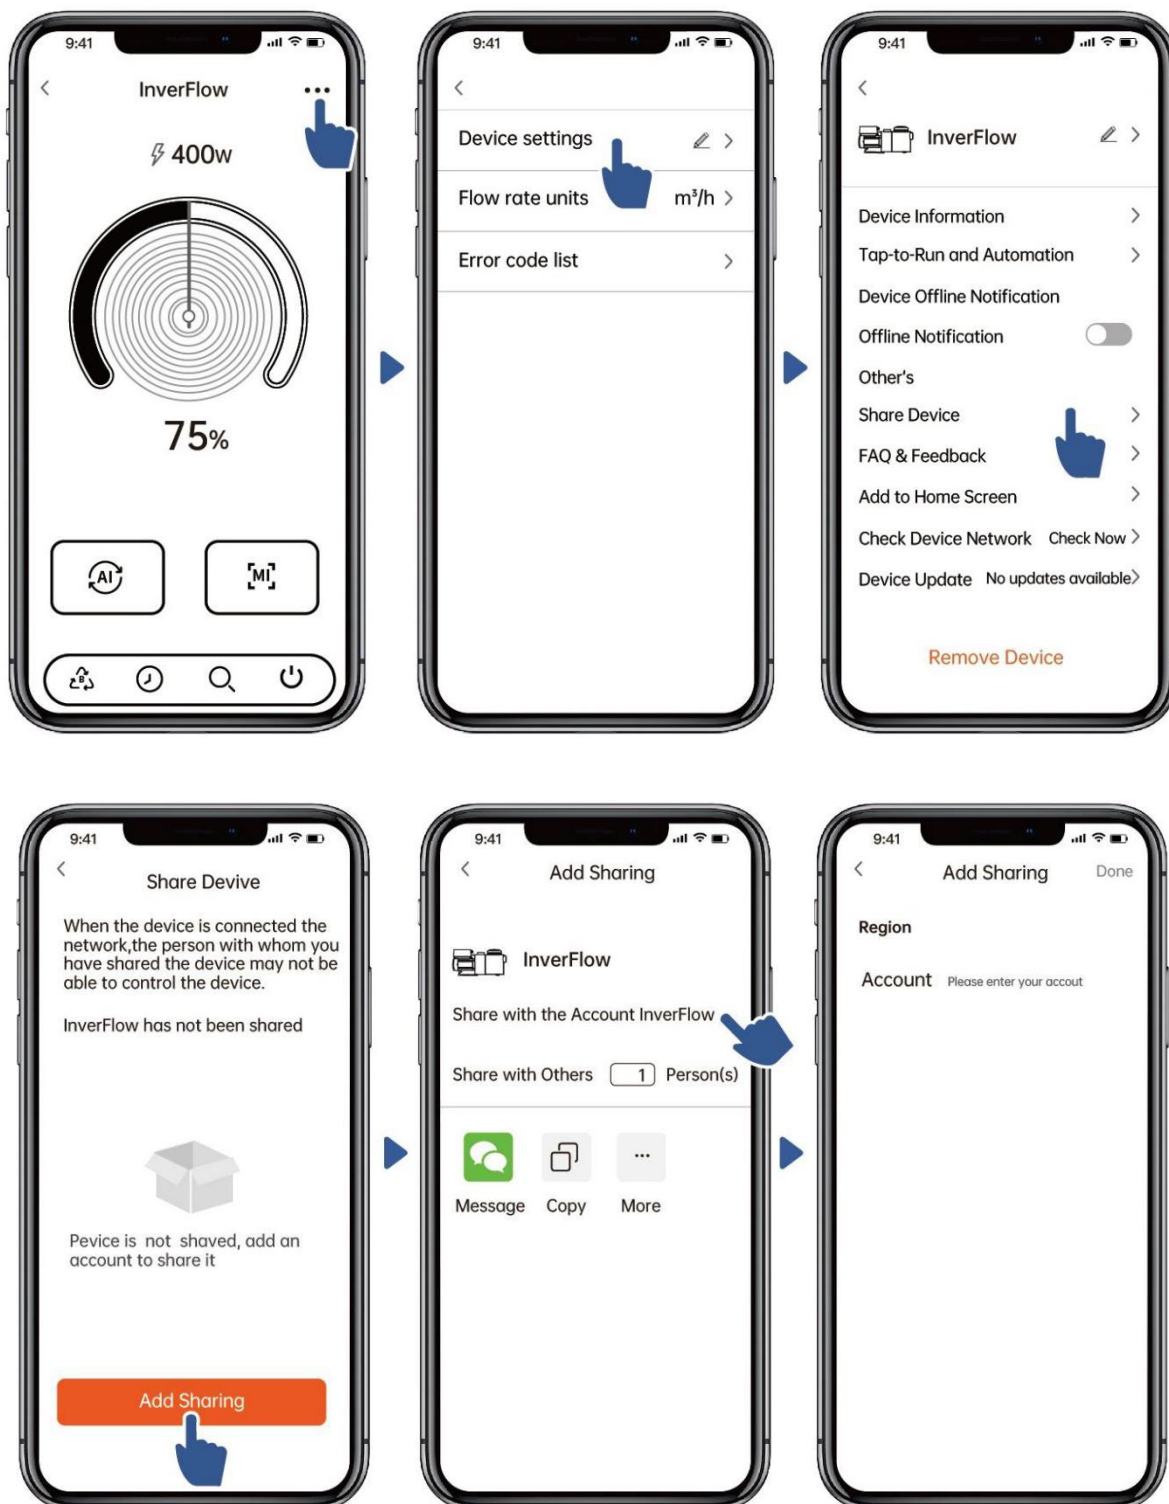 9:41
InverFlow
400w
75%
AI
MI
B
9:41
Device settings
Flow rate units m³/h
Error code list
9:41
InverFlow
Device Information
Tap-to-Run and Automation
Device Offline Notification
Offline Notification
Other's
Share Device
FAQ & Feedback
Add to Home Screen
Check Device Network Check Now
Device Update No updates available
Remove Device
9:41
Share Devive
When the device is connected the
network,the person with whom you
have shared the device may not be
able to control the device.
InverFlow has not been shared
Pevice is not shaved, add an
account to share it
Add Sharing
9:41
Add Sharing
InverFlow
Share with the Account InverFlow
Share with Others 1 Person(s)
Message Copy More
9:41
Add Sharing Done
Region
Account Please enter your accout